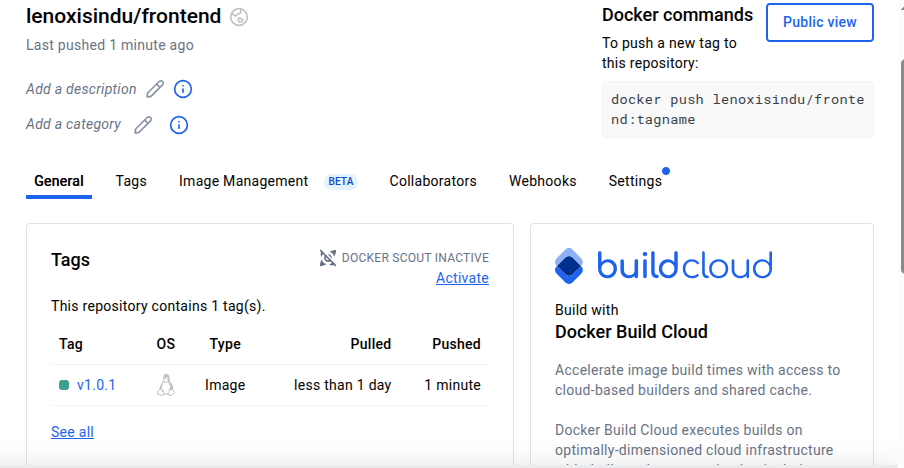 lenoxisindu/frontend
Last pushed 1 minute ago
Add a description
Add a category
Docker commands
Public view
To push a new tag to
this repository:
docker push lenoxisindu/fronte
nd:tagname
General Tags Image Management BETA Collaborators Webhooks Settings
Tags
DOCKER SCOUT INACTIVE
Activate
This repository contains 1 tag(s).
Tag OS Type Pulled Pushed
v1.0.1 Image less than 1 day 1 minute
See all
buildcloud
Build with
Docker Build Cloud
Accelerate image build times with access to
cloud-based builders and shared cache.
Docker Build Cloud executes builds on
optimally-dimensioned cloud infrastructure